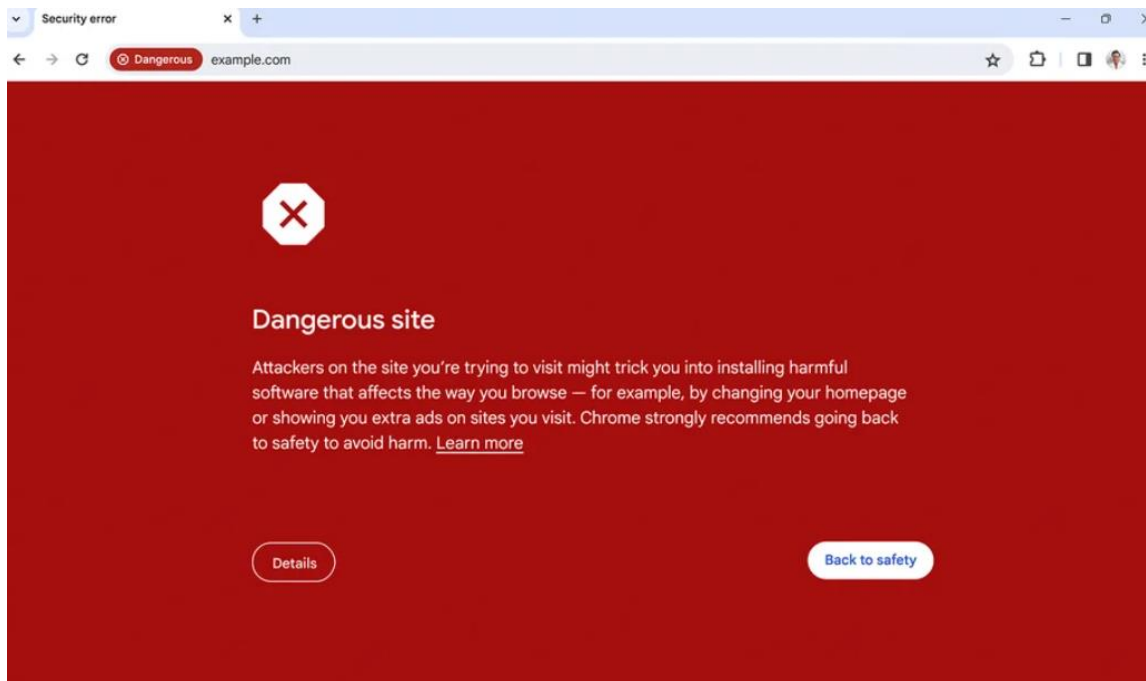 Security error
Dangerous example.com
Dangerous site
Attackers on the site you’re trying to visit might trick you into installing harmful
software that affects the way you browse — for example, by changing your homepage
or showing you extra ads on sites you visit. Chrome strongly recommends going back
to safety to avoid harm. Learn more
Details
Back to safety